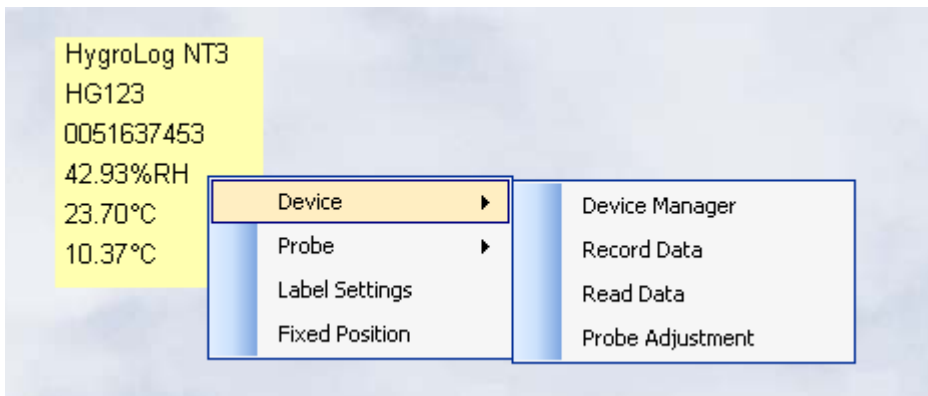 HygroLog NT3
HG123
0051637453
42.93%RH
23.70°C
10.37°C
Device
Probe
Label Settings
Fixed Position
Device Manager
Record Data
Read Data
Probe Adjustment